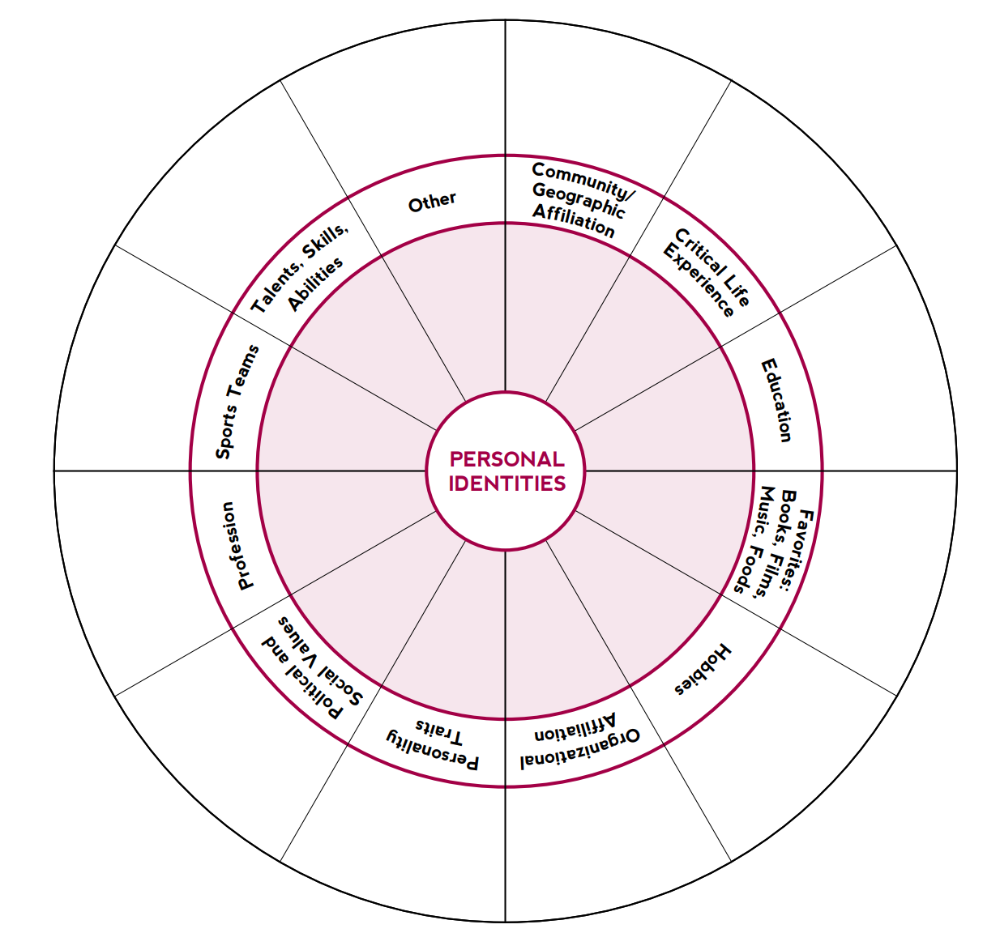 PERSONAL
IDENTITIES
Community/
Geographic
Affiliation
Critical Life
Experience
Education
Favorites:
Books, Films,
Music, Foods
Hobbies
Organizational
Affiliation
Personality
Traits
Political and
Social Values
Profession
Sports Teams
Talents, Skills,
Abilities
Other